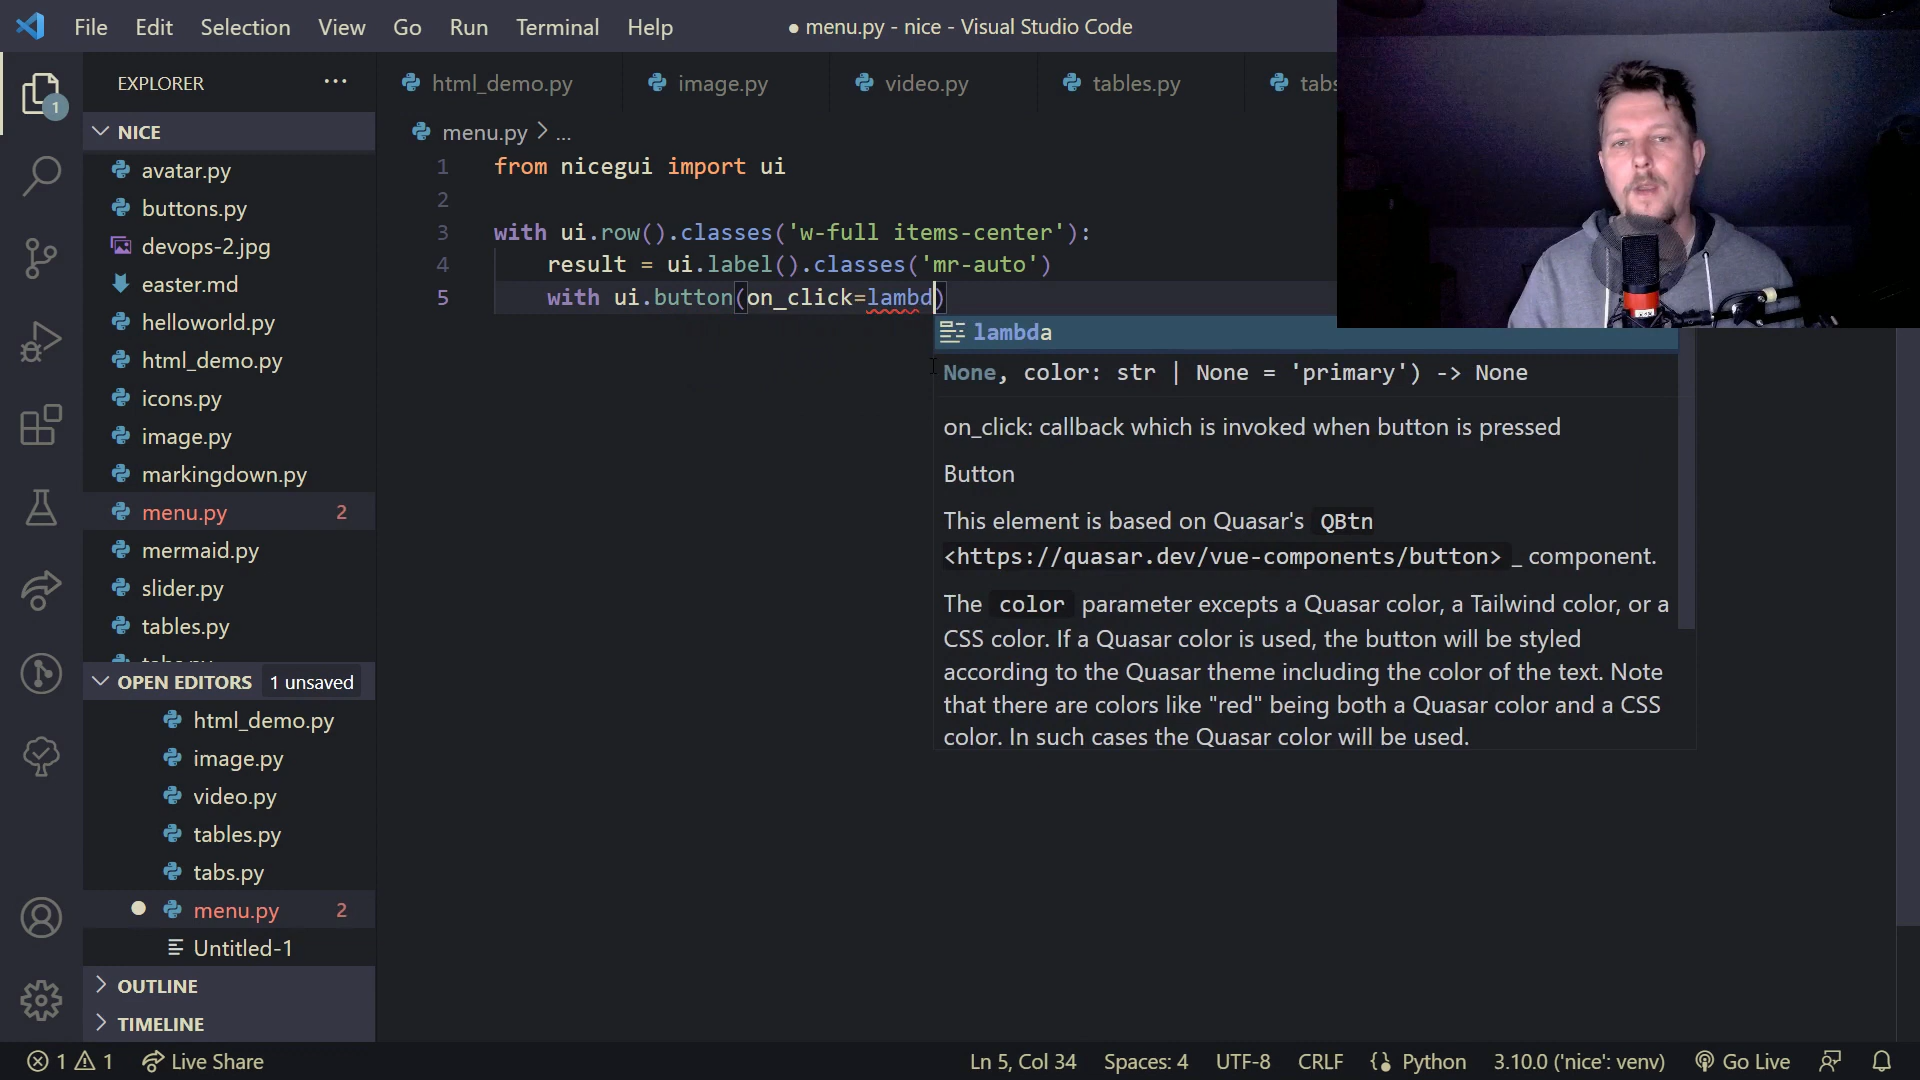 File Edit Selection View Go Run Terminal Help
● menu.py - nice - Visual Studio Code
EXPLORER ...
1
NICE
avatar.py
buttons.py
devops-2.jpg
easter.md
helloworld.py
html_demo.py
icons.py
image.py
markingdown.py
menu.py 2
mermaid.py
slider.py
tables.py
tabs.py
OPEN EDITORS 1 unsaved
html_demo.py
image.py
video.py
tables.py
tabs.py
menu.py 2
Untitled-1
OUTLINE
TIMELINE
html_demo.py image.py video.py tables.py tabs
menu.py > ...
1 from nicegui import ui
2
3 with ui.row().classes('w-full items-center'):
4 result = ui.label().classes('mr-auto')
5 with ui.button(on_click=lambd)
lambda
None, color: str | None = 'primary') -> None
on_click: callback which is invoked when button is pressed
Button
This element is based on Quasar's QBtn
<https://quasar.dev/vue-components/button> _ component.
The color parameter excepts a Quasar color, a Tailwind color, or a
CSS color. If a Quasar color is used, the button will be styled
according to the Quasar theme including the color of the text. Note
that there are colors like "red" being both a Quasar color and a CSS
color. In such cases the Quasar color will be used.
1 1 Live Share
Ln 5, Col 34 Spaces: 4 UTF-8 CRLF Python 3.10.0 ('nice': venv) Go Live